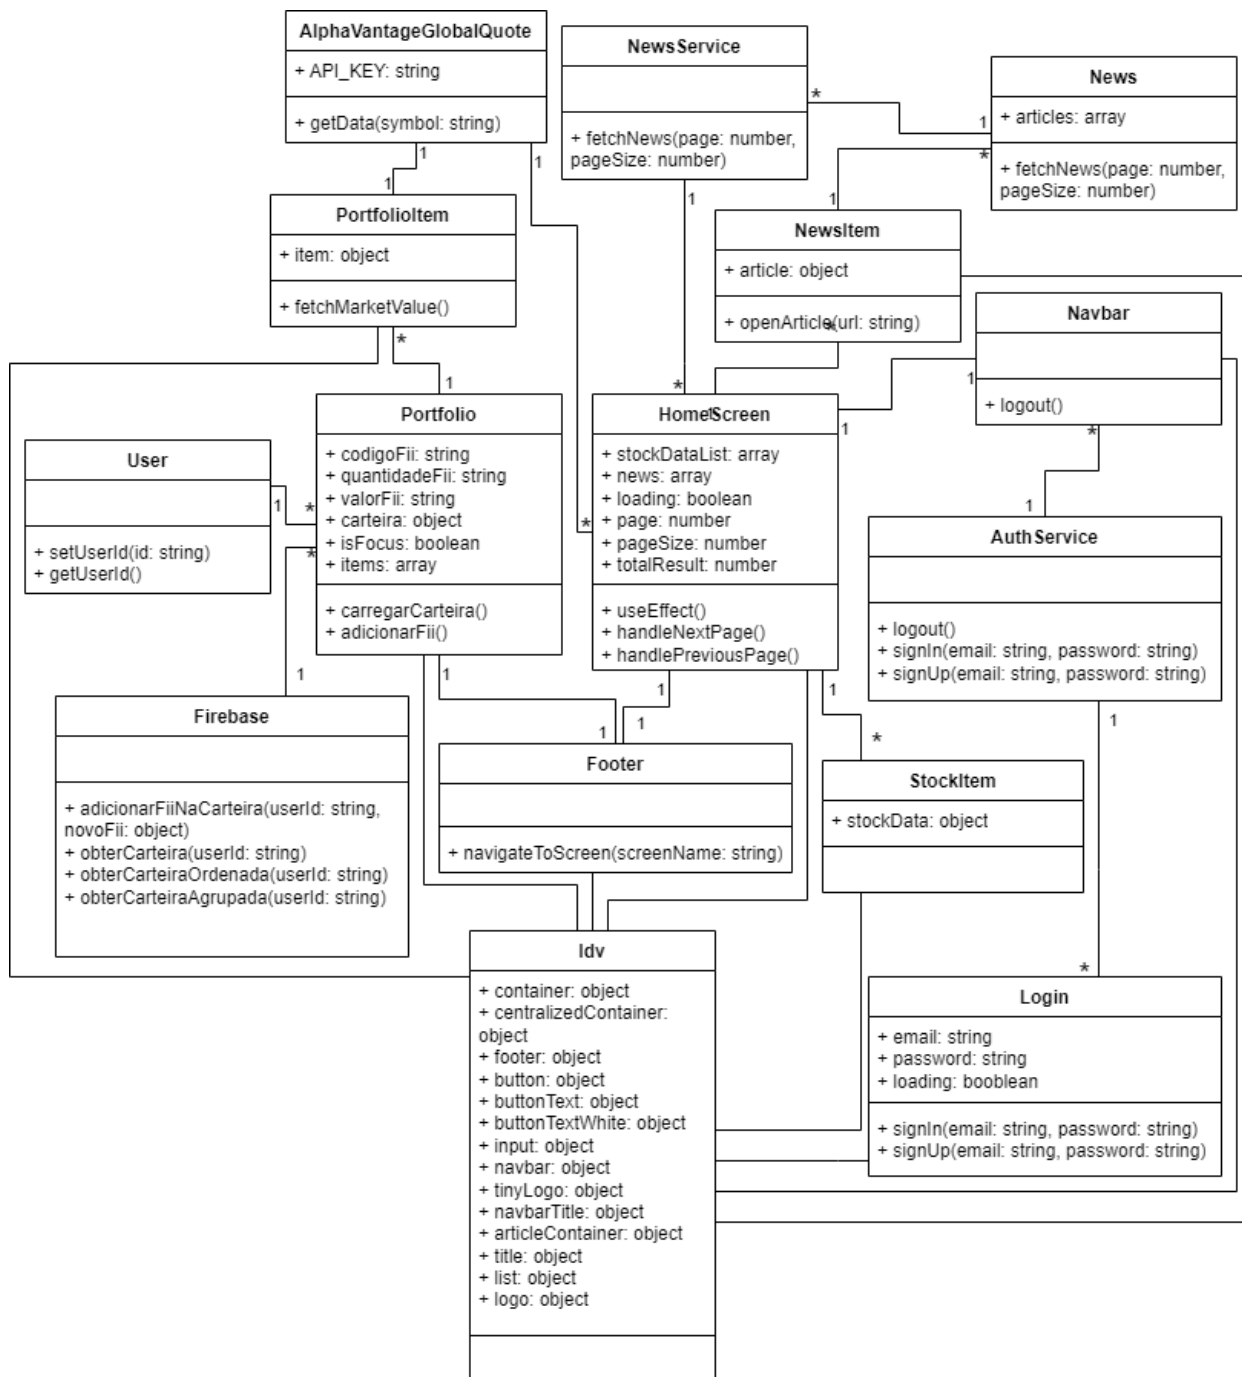 AlphaVantageGlobalQuote
+ API_KEY: string
+ getData(symbol: string)
NewsService
+ fetchNews(page: number,
pageSize: number)
News
+ articles: array
+ fetchNews(page: number,
pageSize: number)
*
1
1
1
1
*
1
1
PortfolioItem
+ item: object
+ fetchMarketValue()
NewsItem
+ article: object
+ openArticle(url: string)
*
Navbar
+ logout()
*
1
*
1
1
1
*
Portfolio
+ codigoFii: string
+ quantidadeFii: string
+ valorFii: string
+ carteira: object
+ isFocus: boolean
+ items: array
+ carregarCarteira()
+ adicionarFii()
HomeScreen
1
+ stockDataList: array
+ news: array
+ loading: boolean
+ page: number
+ pageSize: number
+ totalResult: number
+ useEffect()
+ handleNextPage()
+ handlePreviousPage()
User
+ setUserId(id: string)
+ getUserId()
1
*
*
*
1
AuthService
+ logout()
+ signIn(email: string, password: string)
+ signUp(email: string, password: string)
1
1
1
1
1
1
*
1
Firebase
+ adicionarFiiNaCarteira(userId: string,
novoFii: object)
+ obterCarteira(userId: string)
+ obterCarteiraOrdenada(userId: string)
+ obterCarteiraAgrupada(userId: string)
Footer
+ navigateToScreen(screenName: string)
StockItem
+ stockData: object
*
Idv
+ container: object
+ centralizedContainer:
object
+ footer: object
+ button: object
+ buttonText: object
+ buttonTextWhite: object
+ input: object
+ navbar: object
+ tinyLogo: object
+ navbarTitle: object
+ articleContainer: object
+ title: object
+ list: object
+ logo: object
Login
+ email: string
+ password: string
+ loading: booblean
+ signIn(email: string, password: string)
+ signUp(email: string, password: string)